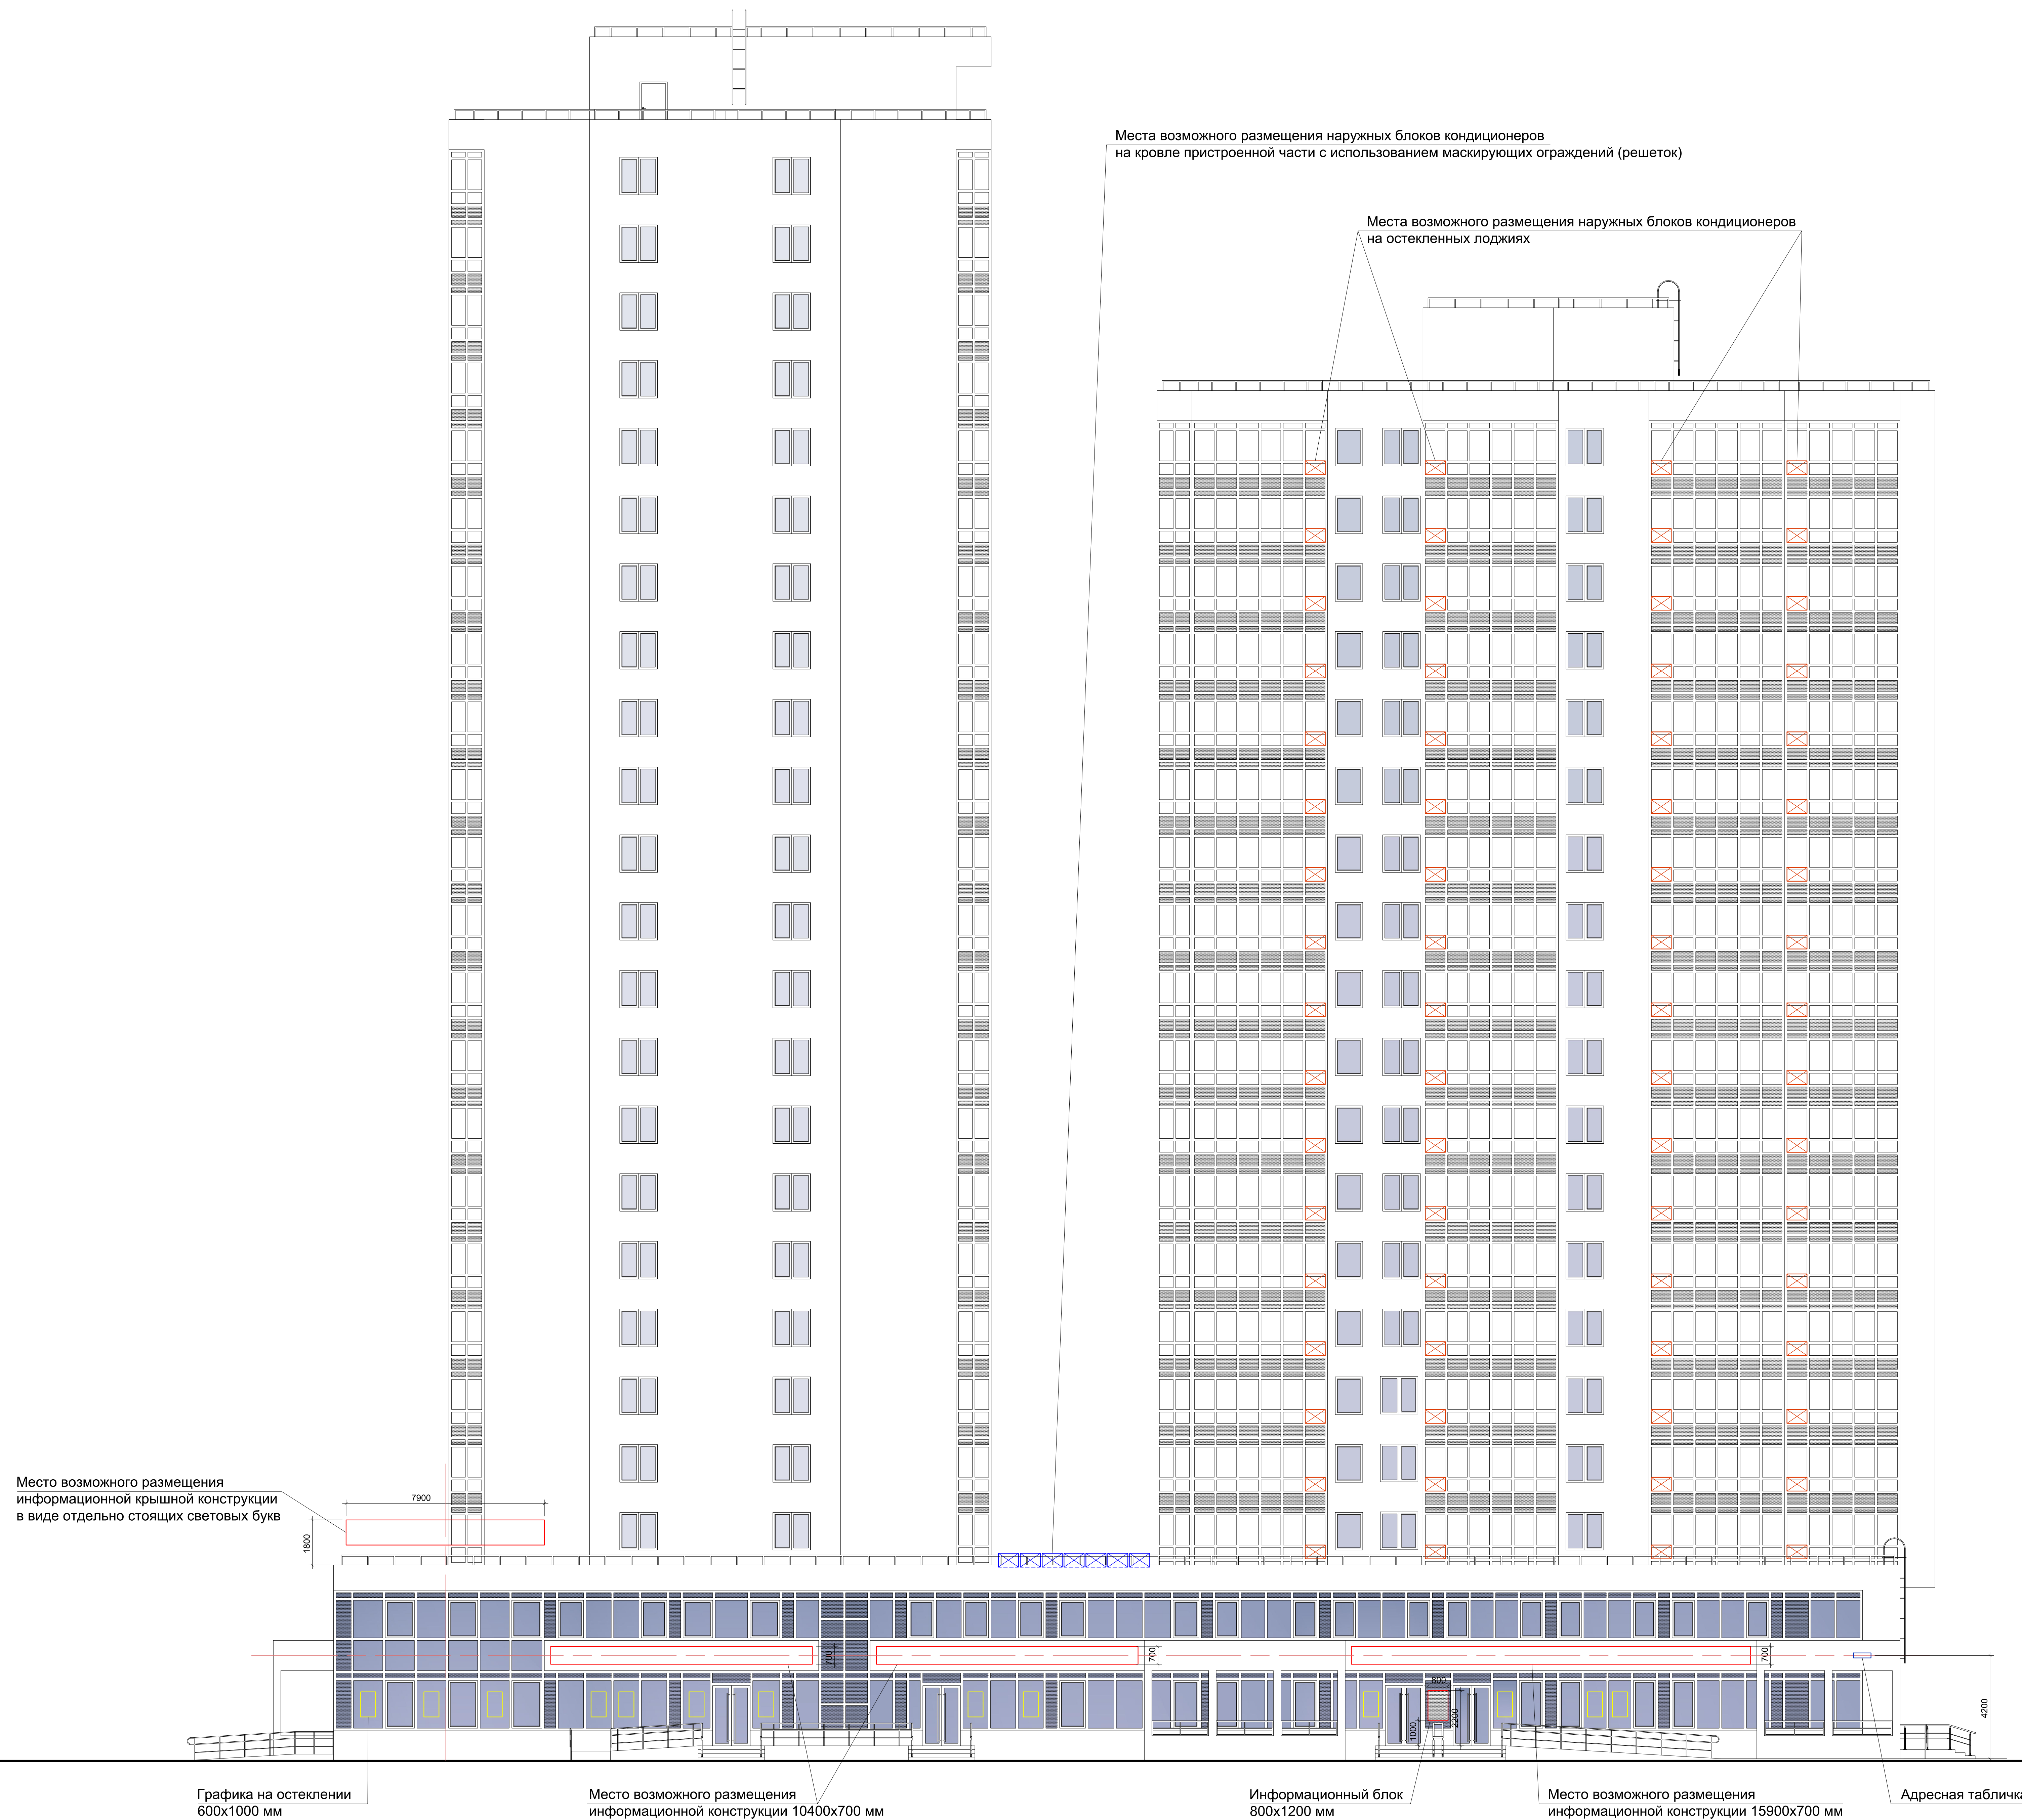 Места возможного размещения наружных блоков кондиционеров
на кровле пристроенной части с использованием маскирующих ограждений (решеток)
Места возможного размещения наружных блоков кондиционеров
на остекленных лоджиях
Место возможного размещения
информационной крышной конструкции
в виде отдельно стоящих световых букв
7900
1800
700
700
700
800
1000
2200
4200
Графика на остеклении
600х1000 мм
Место возможного размещения
информационной конструкции 10400х700 мм
Информационный блок
800х1200 мм
Место возможного размещения
информационной конструкции 15900х700 мм
Адресная табличка